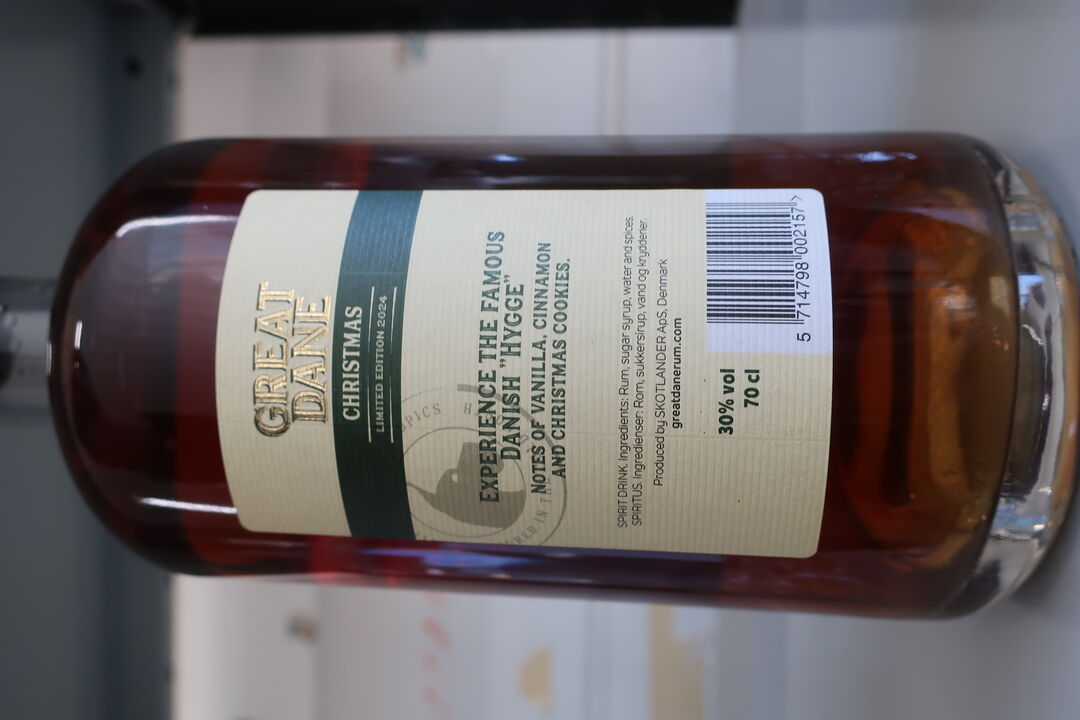 GREAT
DANE
CHRISTMAS
LIMITED EDITION 2024
EXPERIENCE THE FAMOUS
DANISH "HYGGE"
NOTES OF VANILLA, CINNAMON
AND CHRISTMAS COOKIES.
SPIRIT DRINK. Ingredients: Rum, sugar syrup, water and spices.
SPIRITUS. Ingredienser: Rom, sukkersirup, vand og krydderier.
Produced by SKOTLANDER ApS, Denmark
greatdanerum.com
30% vol
70 cl
5 714798 002157 >